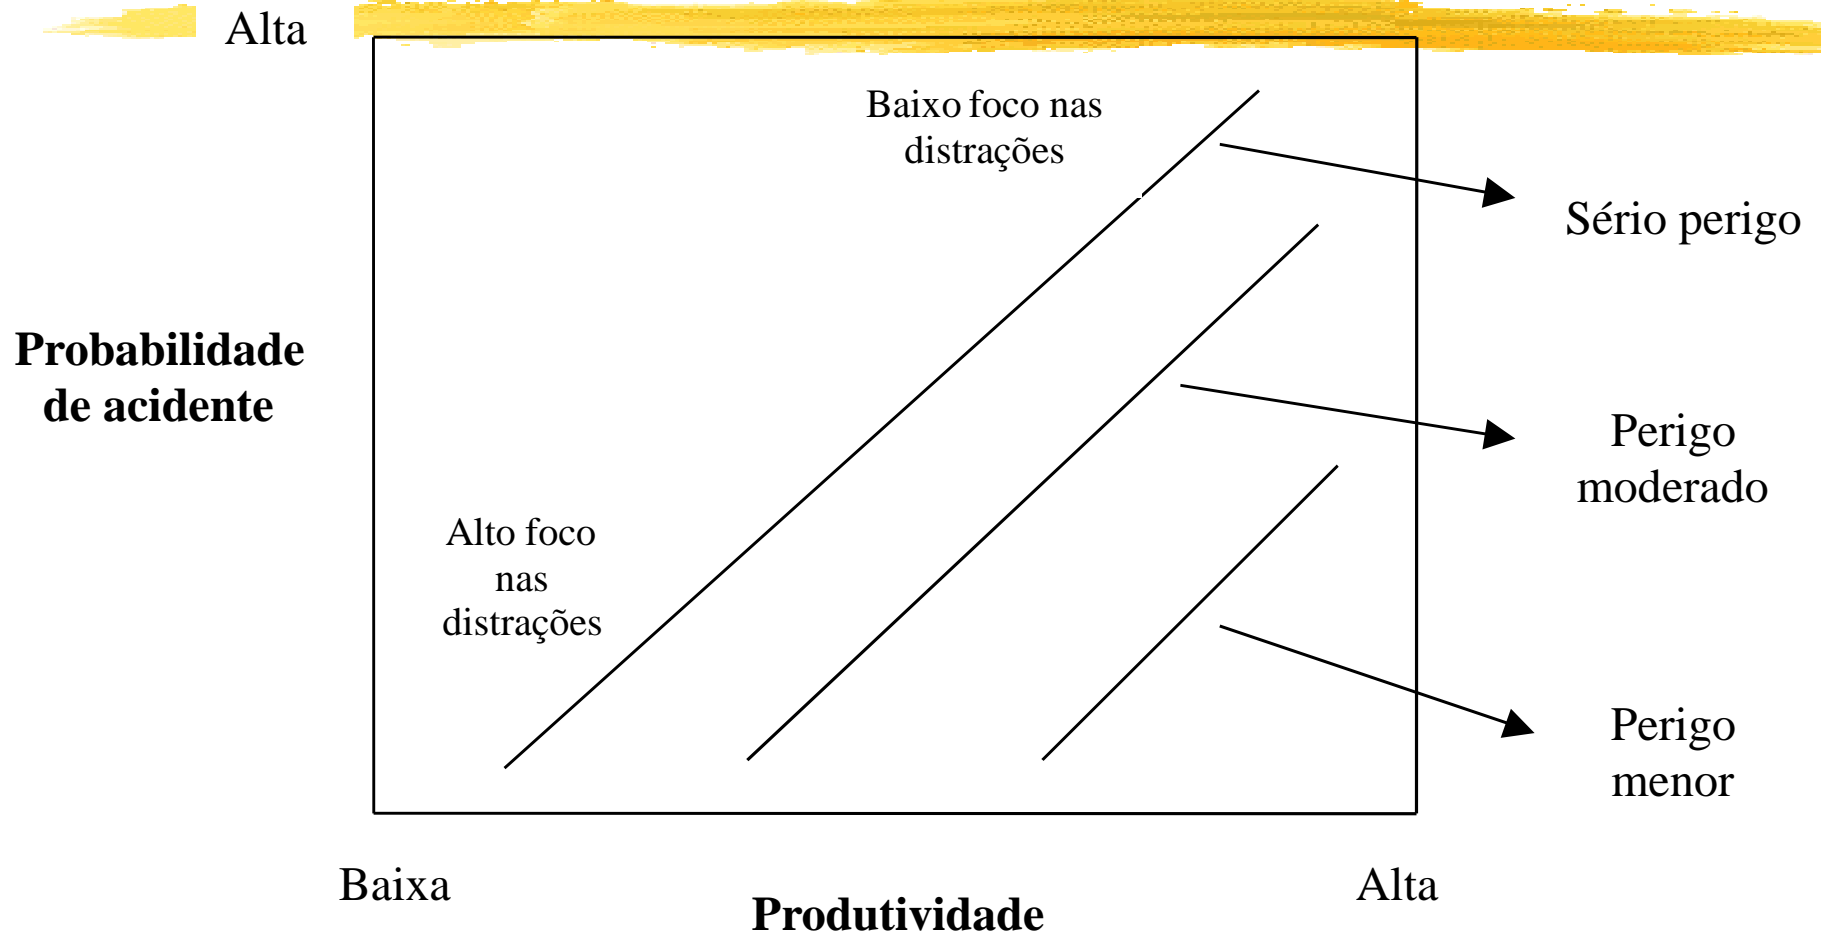 Alta
Baixo foco nas
distrações
Sério perigo
Probabilidade
de acidente
Perigo
moderado
Alto foco
nas
distrações
Perigo
menor
Baixa
Alta
Produtividade